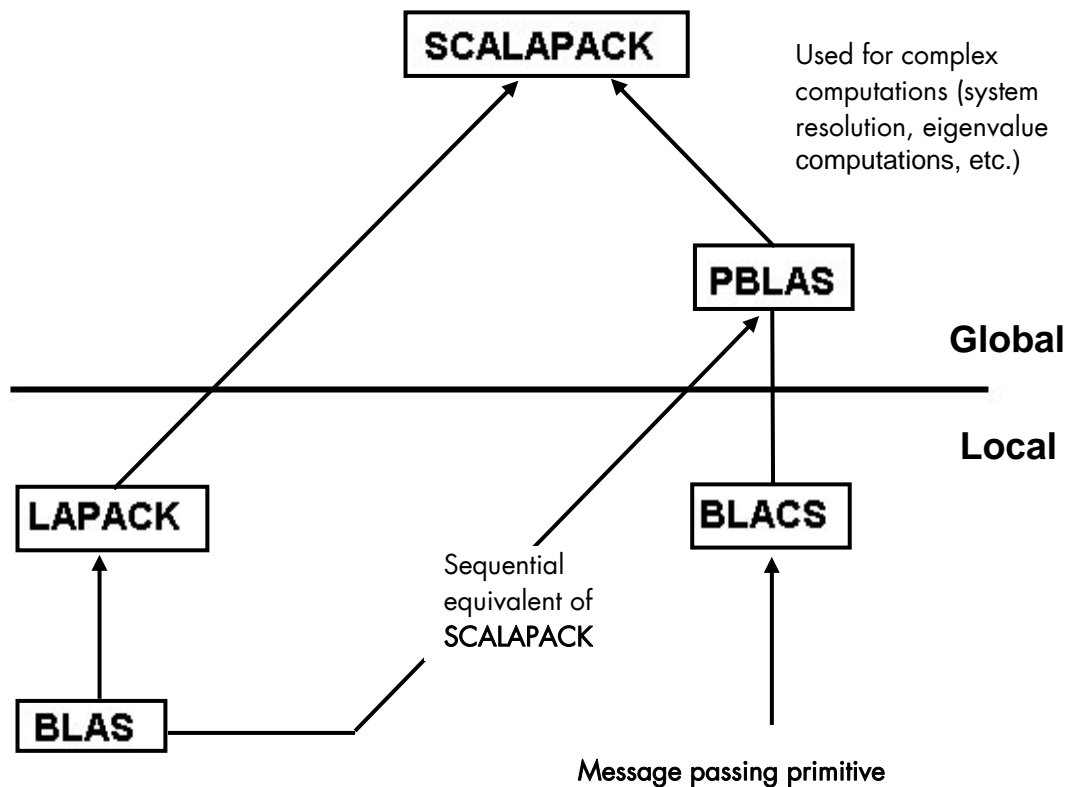 SCALAPACK
Used for complex
computations (system
resolution, eigenvalue
computations, etc.)
PBLAS
Global
Local
LAPACK
BLACS
Sequential
equivalent of
SCALAPACK
BLAS
Message passing primitive